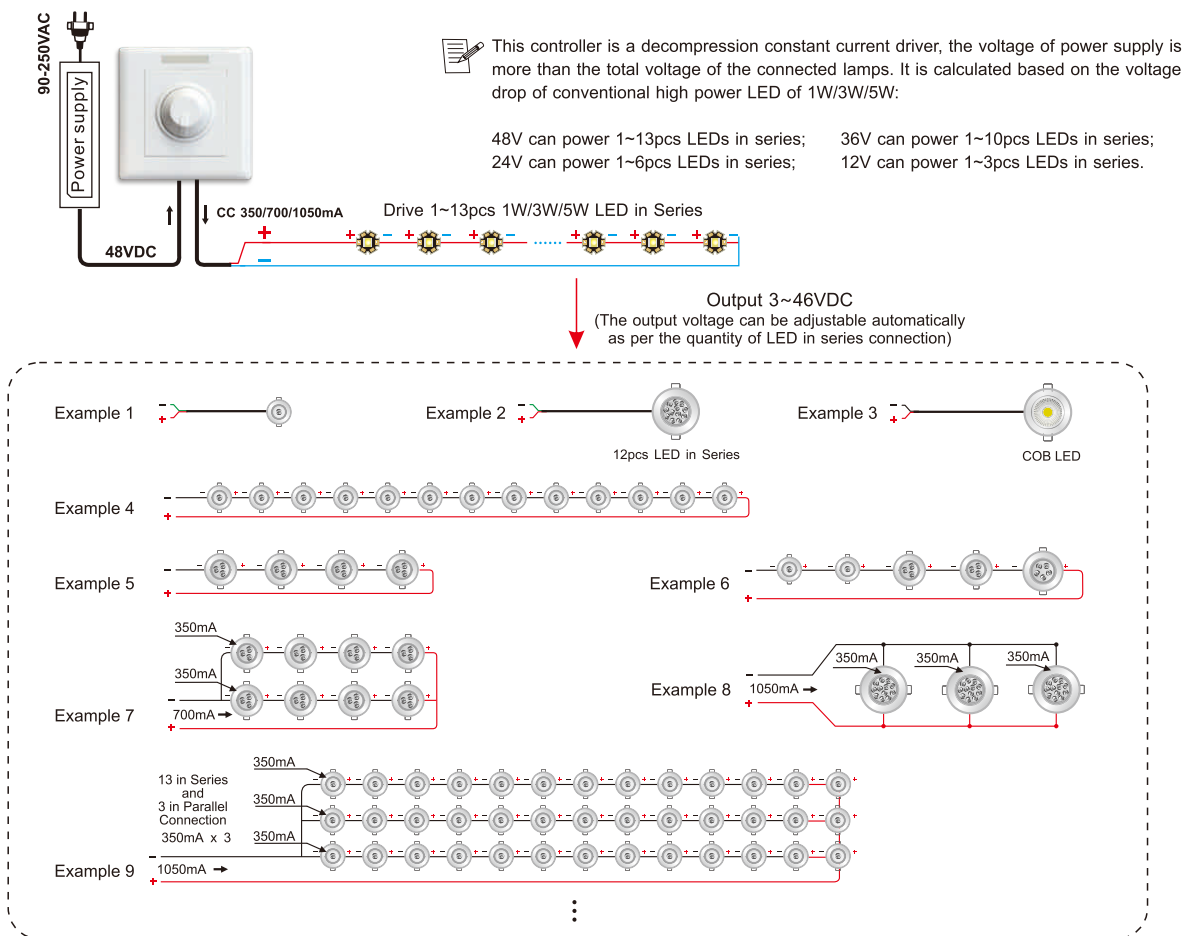 90-250VAC
Power supply
This controller is a decompression constant current driver, the voltage of power supply is
more than the total voltage of the connected lamps. It is calculated based on the voltage
drop of conventional high power LED of 1W/3W/5W:
48V can power 1~13pcs LEDs in series; 36V can power 1~10pcs LEDs in series;
24V can power 1~6pcs LEDs in series; 12V can power 1~3pcs LEDs in series.
CC 350/700/1050mA
Drive 1~13pcs 1W/3W/5W LED in Series
48VDC
Output 3~46VDC
(The output voltage can be adjustable automatically
as per the quantity of LED in series connection)
Example 1
Example 2
12pcs LED in Series
Example 3
COB LED
Example 4
Example 5
Example 6
350mA
350mA
700mA
Example 7
350mA
350mA
350mA
1050mA
Example 8
13 in Series
and
3 in Parallel
Connection
350mA x 3
350mA
350mA
350mA
1050mA
Example 9